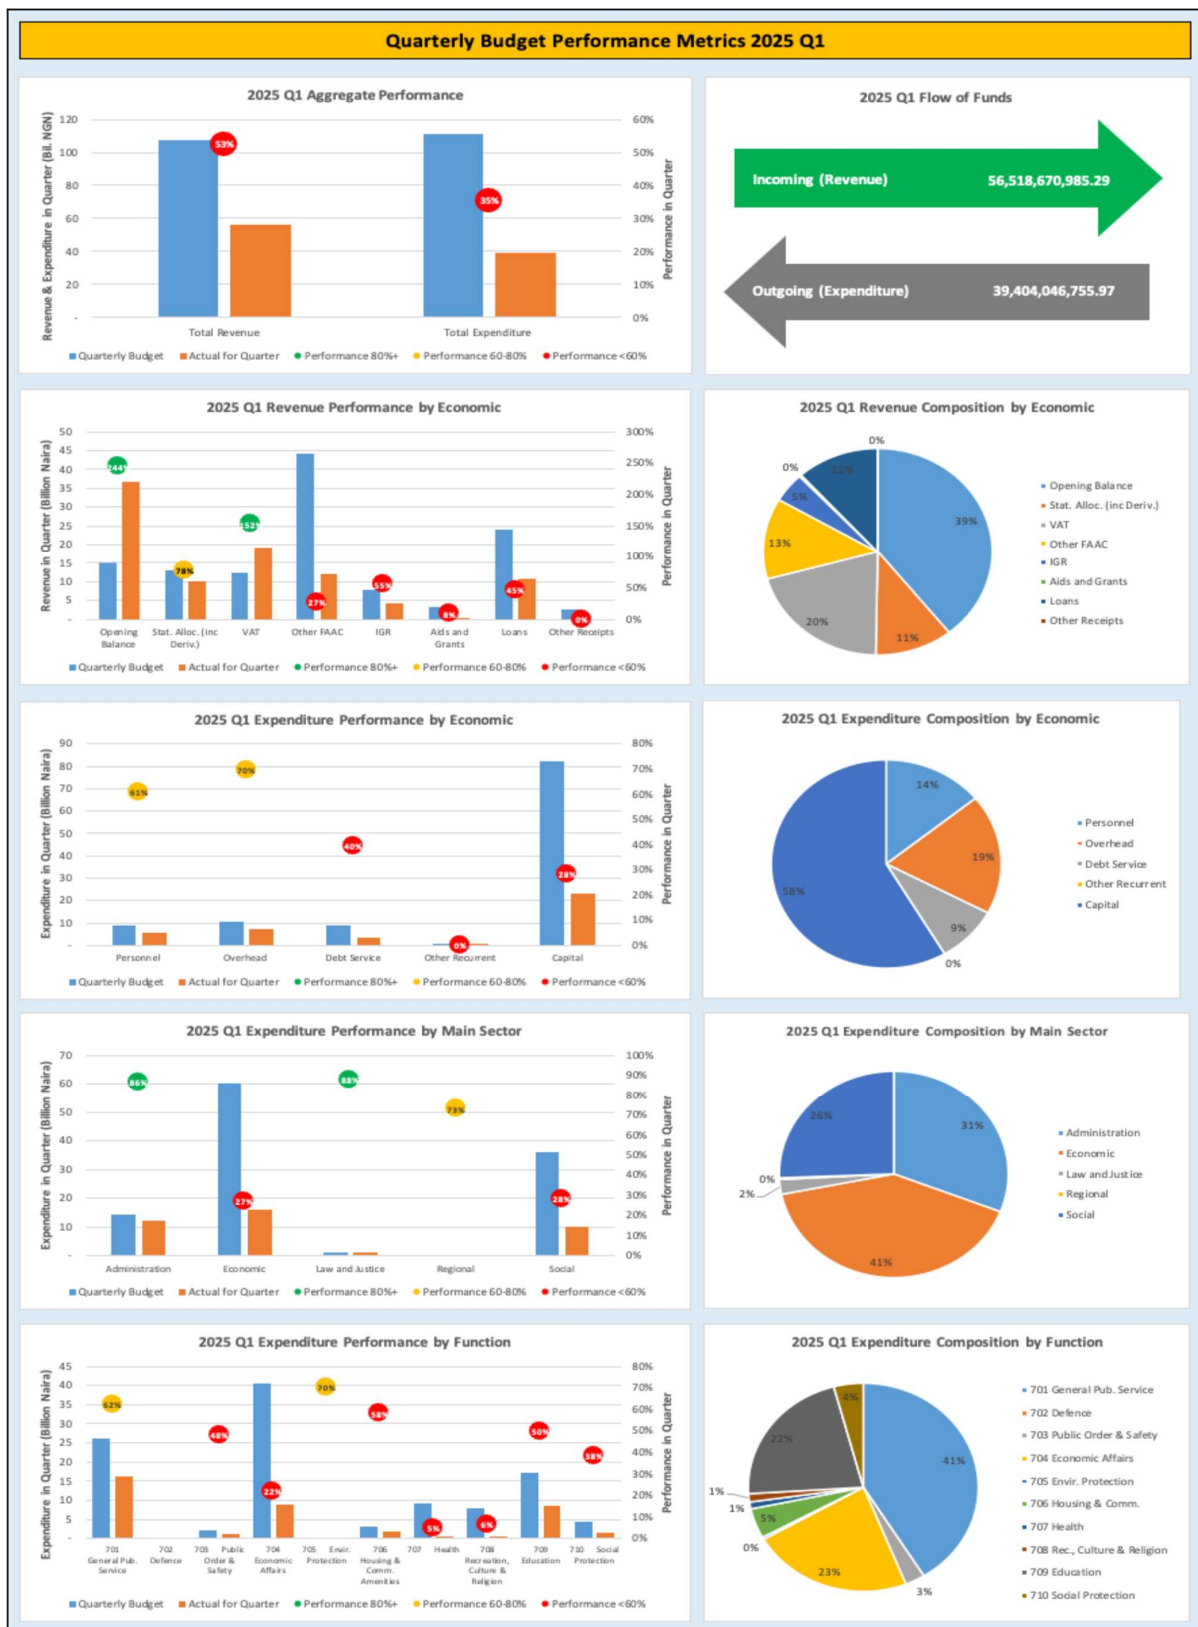 Quarterly Budget Performance Metrics 2025 Q1
2025 Q1 Aggregate Performance
Revenue & Expenditure in Quarter (Bil. NGN)
120
100
80
60
40
20
-
53%
35%
60%
50%
40%
30%
20%
10%
0%
Performance in Quarter
Total Revenue
Total Expenditure
Quarterly Budget
Actual for Quarter
Performance 80%+
Performance 60-80%
Performance <60%
2025 Q1 Flow of Funds
Incoming (Revenue) 56,518,670,985.29
Outgoing (Expenditure) 39,404,046,755.97
2025 Q1 Revenue Performance by Economic
Revenue in Quarter (Billion Naira)
50
45
40
35
30
25
20
15
10
5
-
244%
78%
152%
27%
55%
8%
45%
0%
300%
250%
200%
150%
100%
50%
0%
Performance in Quarter
Opening
Balance
Stat. Alloc. (inc
Deriv.)
VAT
Other FAAC
IGR
Aids and
Grants
Loans
Other Receipts
Quarterly Budget
Actual for Quarter
Performance 80%+
Performance 60-80%
Performance <60%
2025 Q1 Revenue Composition by Economic
0%
12%
0%
5%
13%
20%
11%
39%
Opening Balance
Stat. Alloc. (inc Deriv.)
VAT
Other FAAC
IGR
Aids and Grants
Loans
Other Receipts
2025 Q1 Expenditure Performance by Economic
Expenditure in Quarter (Billion Naira)
90
80
70
60
50
40
30
20
10
-
61%
70%
40%
0%
28%
80%
70%
60%
50%
40%
30%
20%
10%
0%
Performance in Quarter
Personnel
Overhead
Debt Service
Other Recurrent
Capital
Quarterly Budget
Actual for Quarter
Performance 80%+
Performance 60-80%
Performance <60%
2025 Q1 Expenditure Composition by Economic
14%
19%
9%
0%
58%
Personnel
Overhead
Debt Service
Other Recurrent
Capital
2025 Q1 Expenditure Performance by Main Sector
Expenditure in Quarter (Billion Naira)
70
60
50
40
30
20
10
-
86%
27%
88%
73%
28%
100%
90%
80%
70%
60%
50%
40%
30%
20%
10%
0%
Performance in Quarter
Administration
Economic
Law and Justice
Regional
Social
Quarterly Budget
Actual for Quarter
Performance 80%+
Performance 60-80%
Performance <60%
2025 Q1 Expenditure Composition by Main Sector
26%
31%
0%
2%
41%
Administration
Economic
Law and Justice
Regional
Social
2025 Q1 Expenditure Performance by Function
Expenditure in Quarter (Billion Naira)
45
40
35
30
25
20
15
10
5
-
62%
48%
22%
70%
58%
5%
6%
50%
38%
80%
70%
60%
50%
40%
30%
20%
10%
0%
Performance in Quarter
701
General Pub.
Service
702
Defence
703 Public
Order &
Safety
704
Economic
Affairs
705 Envir.
Protection
706
Housing &
Comm.
Amenities
707 Health
708
Recreation,
Culture &
Religion
709
Education
710 Social
Protection
Quarterly Budget
Actual for Quarter
Performance 80%+
Performance 60-80%
Performance <60%
2025 Q1 Expenditure Composition by Function
4%
22%
41%
1%
1%
5%
0%
23%
3%
701 General Pub. Service
702 Defence
703 Public Order & Safety
704 Economic Affairs
705 Envir. Protection
706 Housing & Comm.
707 Health
708 Rec., Culture & Religion
709 Education
710 Social Protection